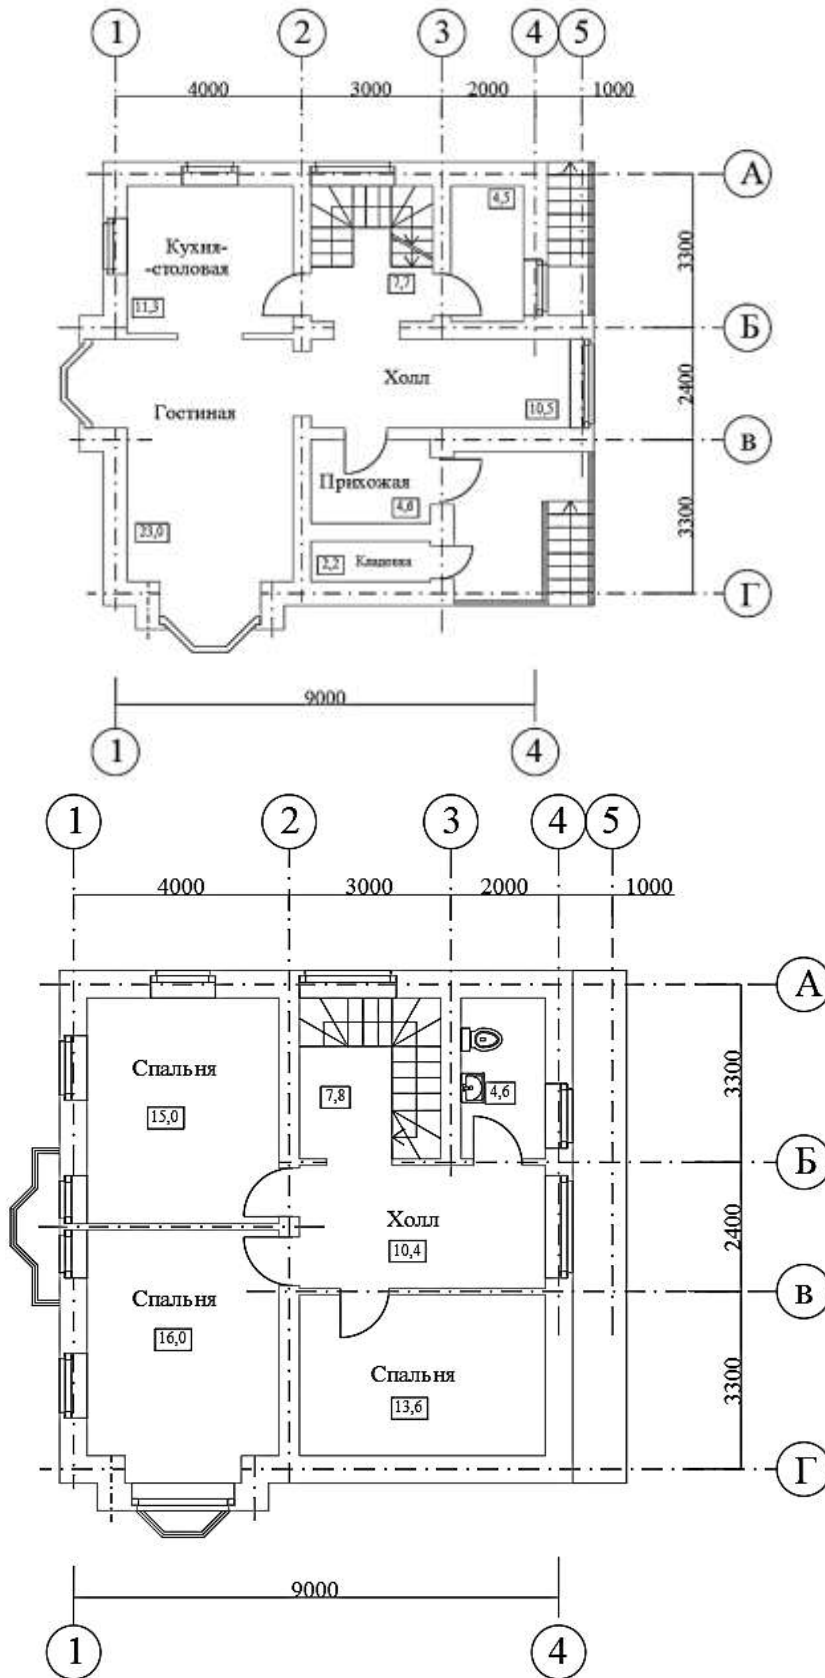 1 2 3 4 5
4000 3000 2000 1000
А
4,5
3300
Кухня-
-столовая
7,7
11,3
Б
Холл
2400
Гостиная
10,5
В
Прихожая
4,6
3300
23,0
2,2 Кладовка
Г
9000
1 4
1 2 3 4 5
4000 3000 2000 1000
А
Спальня
3300
7,8 4,6
15,0
Б
Холл
2400
10,4
В
Спальня
16,0
Спальня
3300
13,6
Г
9000
1 4